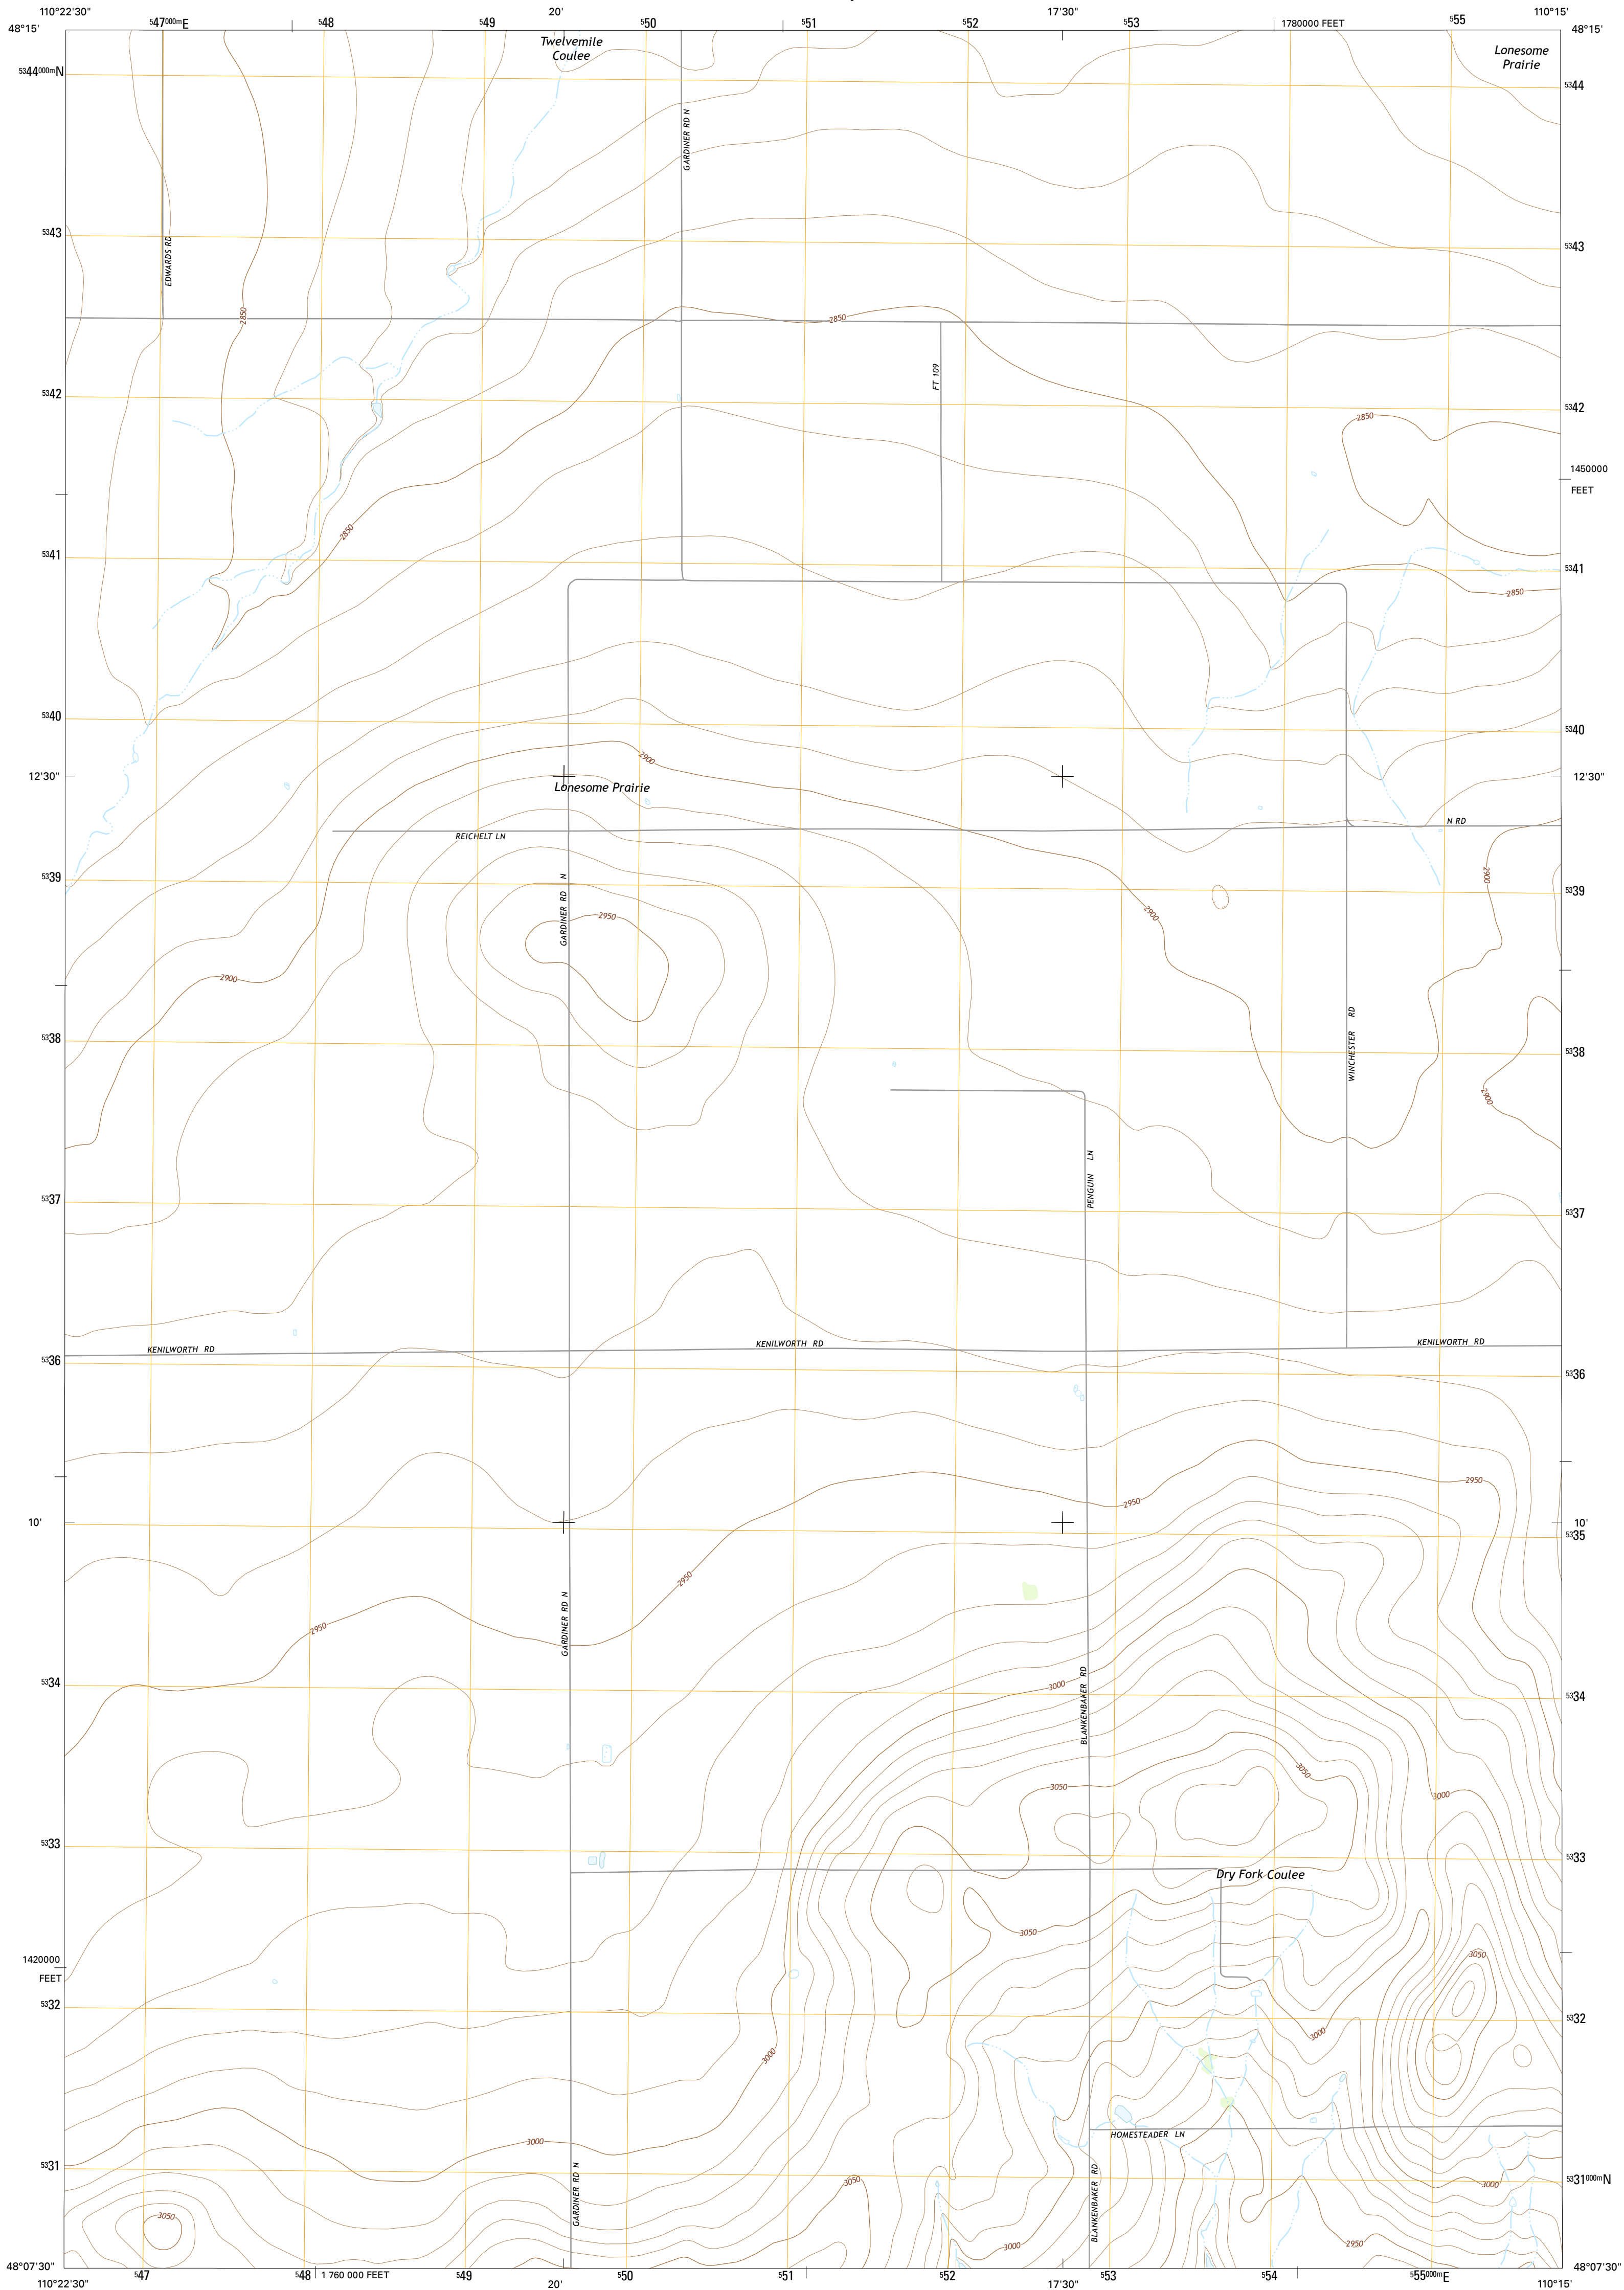 110°22'30"
547000mE
548
549
20'
550
551
552
17'30"
553
1780000 FEET
555
110°15'
48°15'
48°15'
Twelvemile
Coulee
Lonesome
Prairie
5344000mN
5344
GARDINER RD N
EDWARDS RD
5343
5343
2850
2850
FT 109
5342
5342
2850
1450000
FEET
2850
5341
5341
2850
5340
5340
2900
12'30"
12'30"
Lonesome Prairie
REICHELT LN
N RD
5339
5339
2900
GARDINER RD N
2950
2900
2900
WINCHESTER RD
5338
5338
2900
PENGUIN LN
5337
5337
KENILWORTH RD
KENILWORTH RD
KENILWORTH RD
5336
5336
2950
2950
10'
10'
5335
2950
GARDINER RD N
2950
BLANKENBAKER RD
5334
5334
3000
3050
3050
3000
5333
5333
Dry Fork Coulee
3050
3050
1420000
FEET
5332
5332
3000
3000
HOMESTEADER LN
3000
5331
5331000mN
3050
3000
GARDINER RD N
BLANKENBAKER RD
3050
3000
2950
48°07'30"
48°07'30"
110°22'30"
547
548
1 760 000 FEET
549
20'
550
551
552
17'30"
553
554
555000mE
110°15'